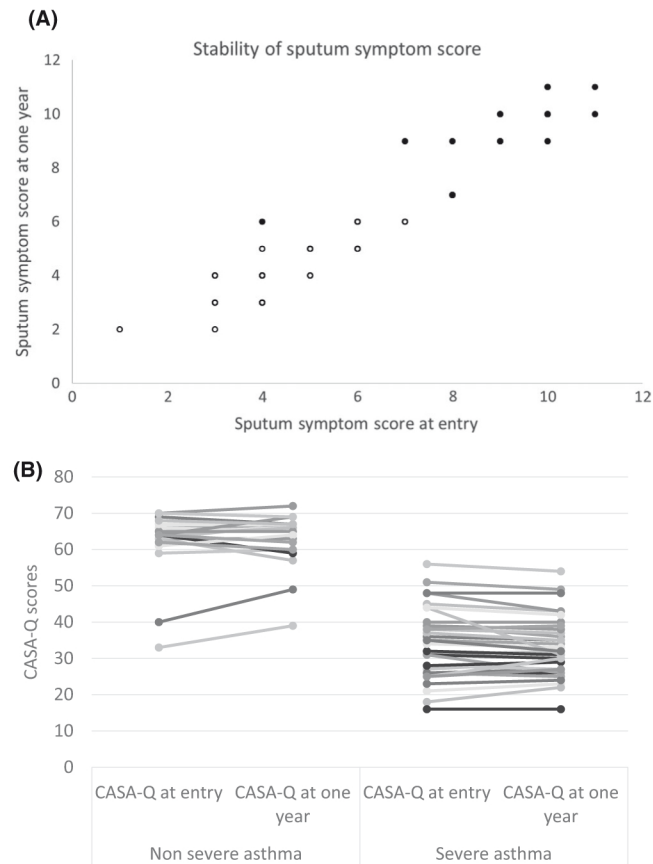 (A)
Stability of sputum symptom score
12
10
8
6
4
2
0
0 2 4 6 8 10 12
Sputum symptom score at one year
Sputum symptom score at entry
(B)
80
70
60
50
40
30
20
10
0
CASA-Q scores
CASA-Q at entry CASA-Q at one CASA-Q at entry CASA-Q at one
year year
Non severe asthma Severe asthma